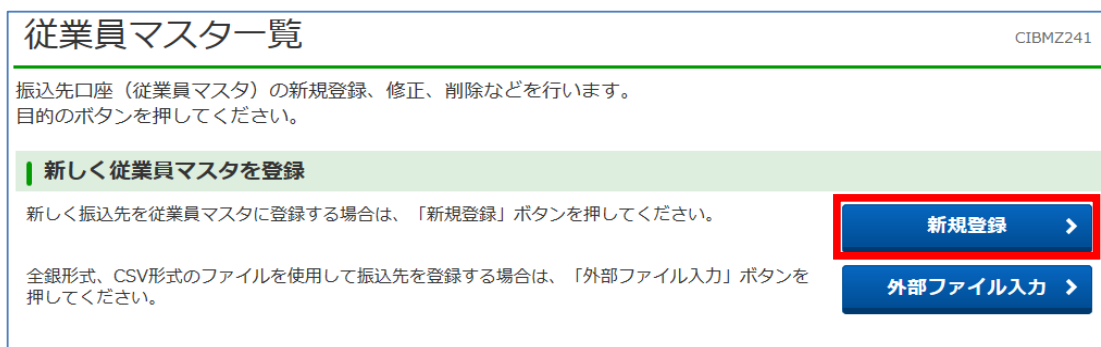 従業員マスタ一覧
CIBMZ241
振込先口座（従業員マスタ）の新規登録、修正、削除などを行います。
目的のボタンを押してください。
新しく従業員マスタを登録
新しく振込先を従業員マスタに登録する場合は、「新規登録」ボタンを押してください。
新規登録
全銀形式、CSV形式のファイルを使用して振込先を登録する場合は、「外部ファイル入力」ボタンを
押してください。
外部ファイル入力